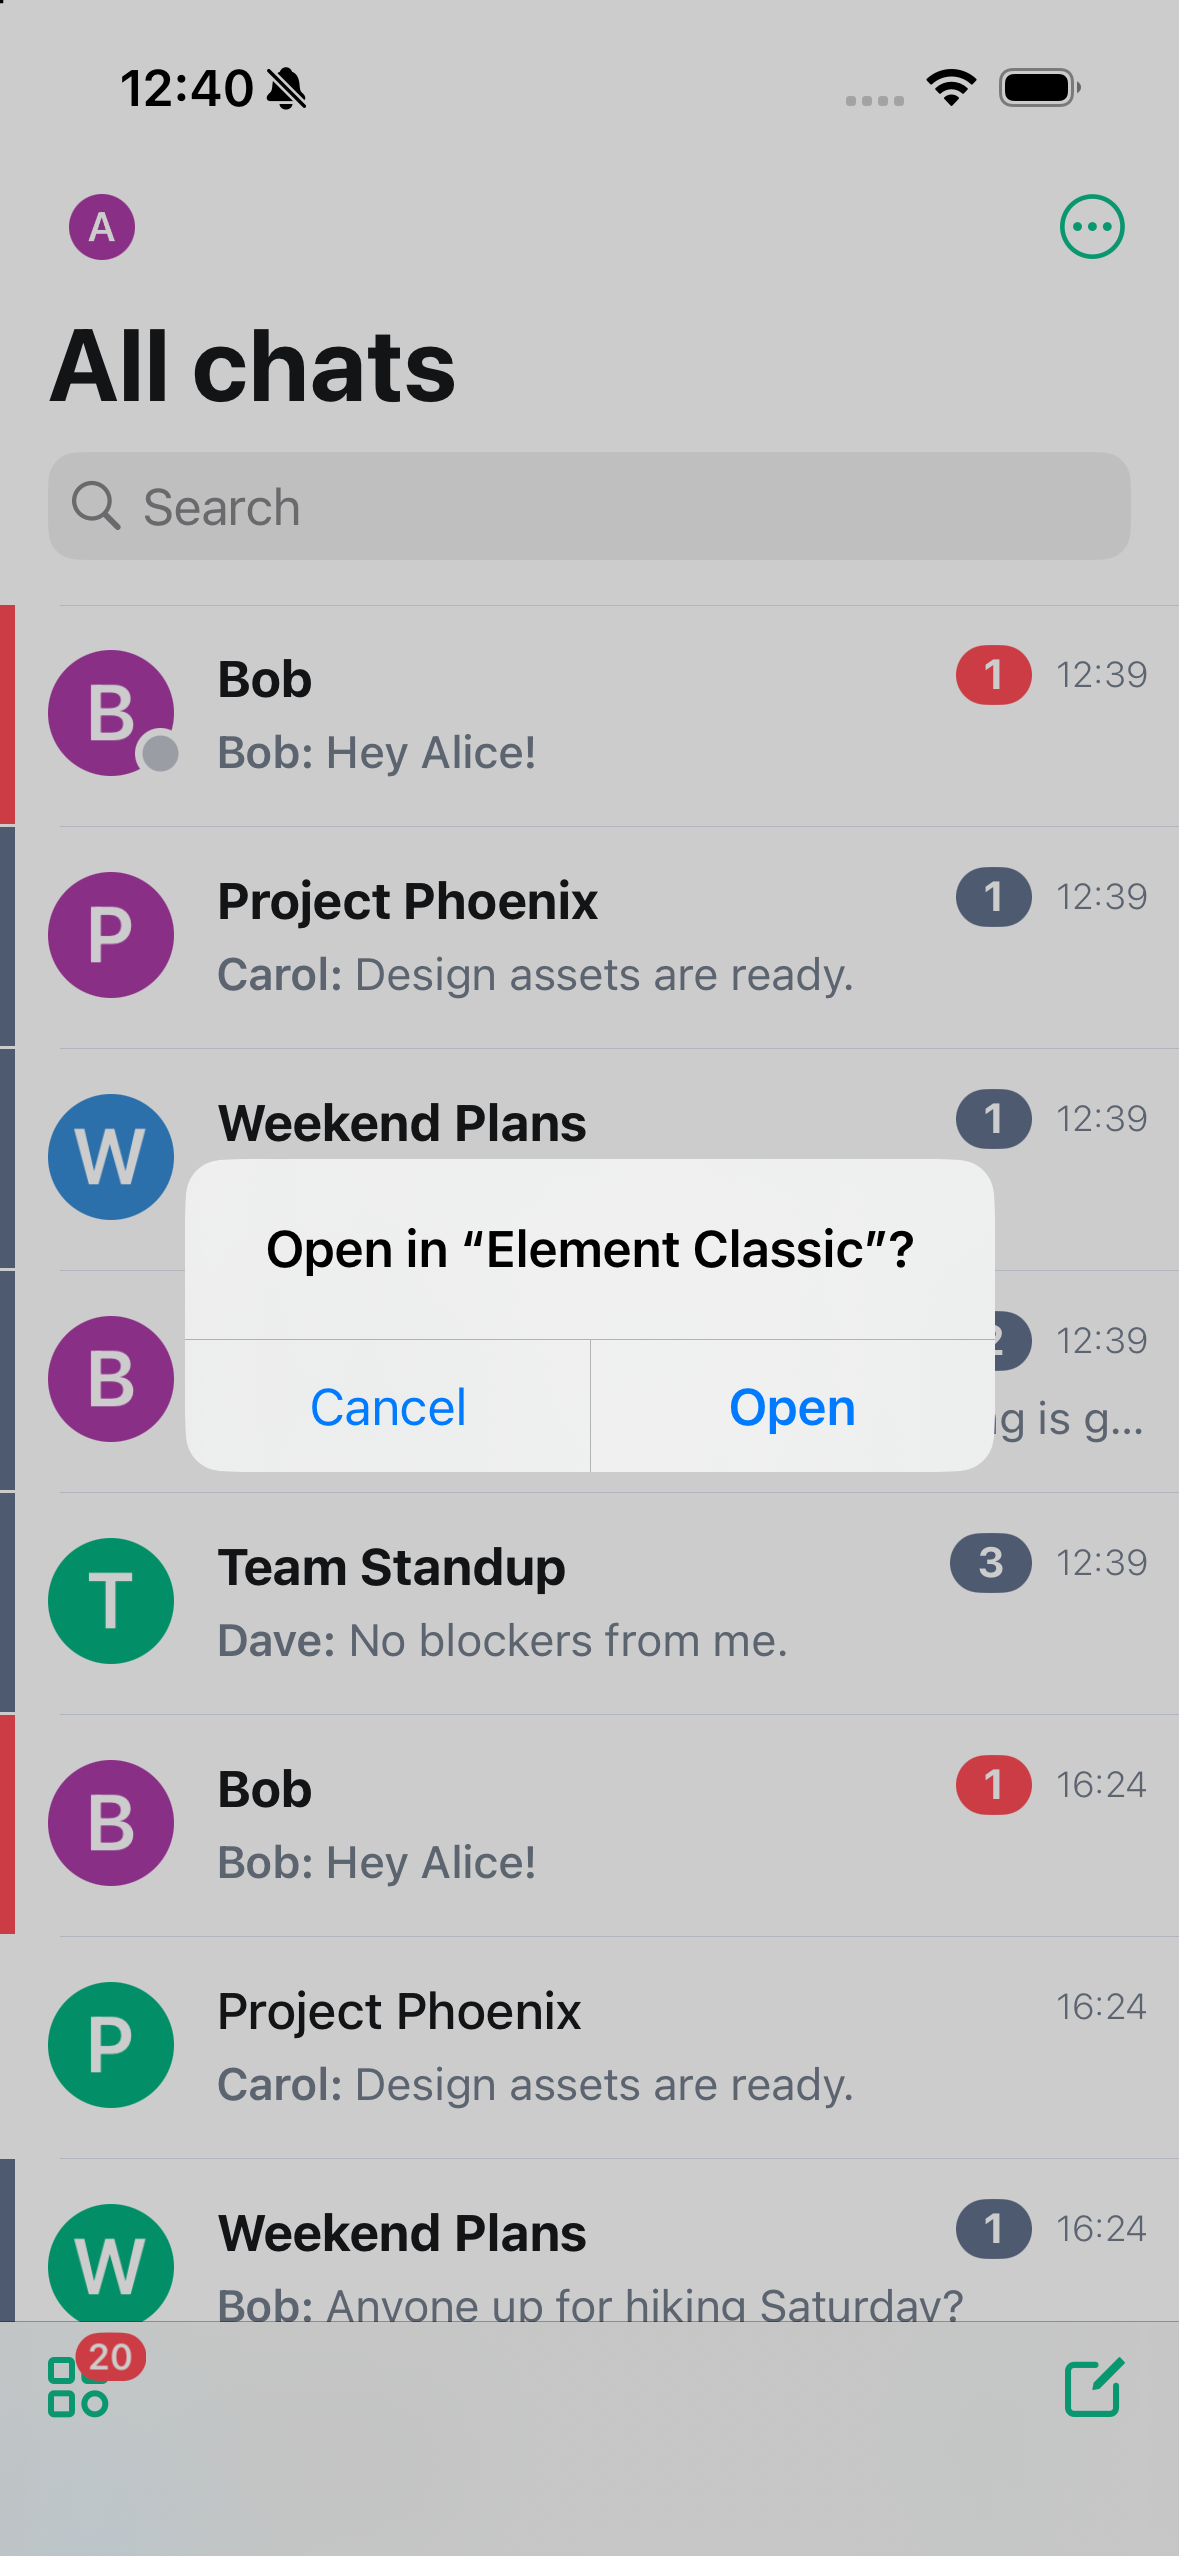 12:40
A
All chats
Search
B
Bob
1
12:39
Bob: Hey Alice!
P
Project Phoenix
1
12:39
Carol: Design assets are ready.
W
Weekend Plans
1
12:39
Open in “Element Classic”?
Cancel
Open
B
12:39
is g...
T
Team Standup
3
12:39
Dave: No blockers from me.
B
Bob
1
16:24
Bob: Hey Alice!
P
Project Phoenix
16:24
Carol: Design assets are ready.
W
Weekend Plans
1
16:24
Bob: Anyone up for hiking Saturday?
20